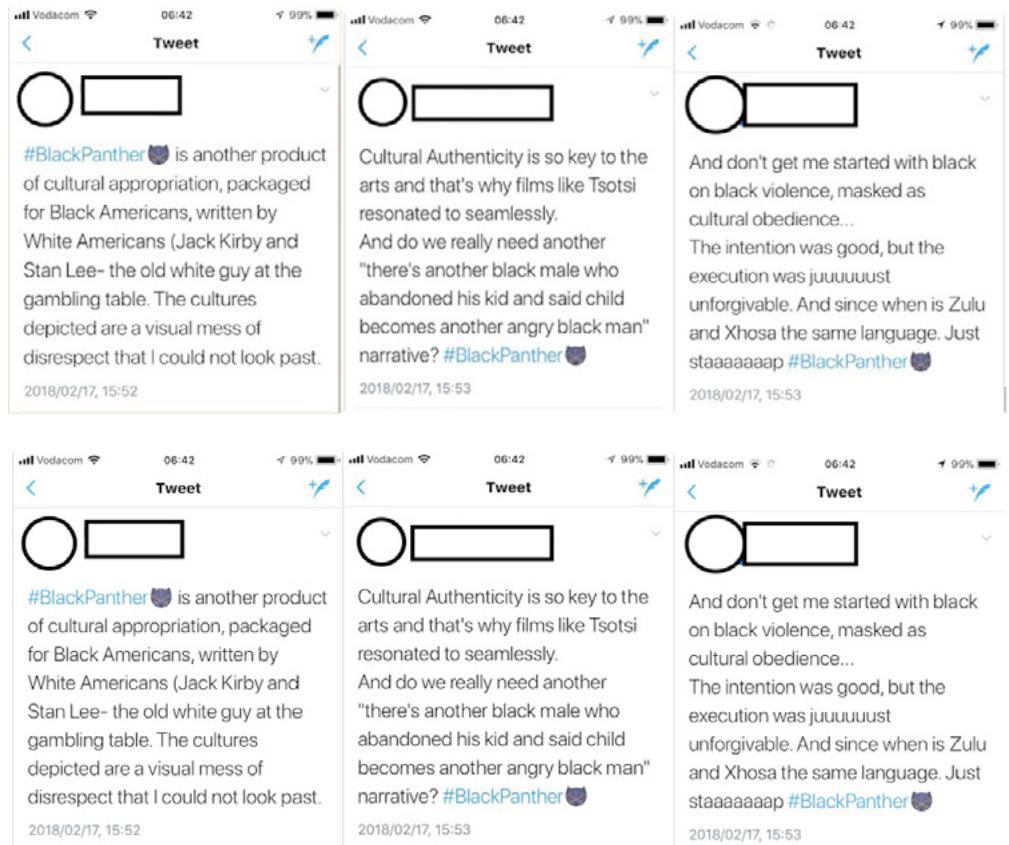 Vodacom 06:42 99%
Tweet
#BlackPanther is another product
of cultural appropriation, packaged
for Black Americans, written by
White Americans (Jack Kirby and
Stan Lee- the old white guy at the
gambling table. The cultures
depicted are a visual mess of
disrespect that I could not look past.
2018/02/17, 15:52
Vodacom 06:42 99%
Tweet
Cultural Authenticity is so key to the
arts and that's why films like Tsotsi
resonated to seamlessly.
And do we really need another
"there's another black male who
abandoned his kid and said child
becomes another angry black man"
narrative? #BlackPanther
2018/02/17, 15:53
Vodacom 06:42 99%
Tweet
And don't get me started with black
on black violence, masked as
cultural obedience...
The intention was good, but the
execution was juuuuuust
unforgivable. And since when is Zulu
and Xhosa the same language. Just
staaaaaaap #BlackPanther
2018/02/17, 15:53
Vodacom 06:42 99%
Tweet
#BlackPanther is another product
of cultural appropriation, packaged
for Black Americans, written by
White Americans (Jack Kirby and
Stan Lee- the old white guy at the
gambling table. The cultures
depicted are a visual mess of
disrespect that I could not look past.
2018/02/17, 15:52
Vodacom 06:42 99%
Tweet
Cultural Authenticity is so key to the
arts and that's why films like Tsotsi
resonated to seamlessly.
And do we really need another
"there's another black male who
abandoned his kid and said child
becomes another angry black man"
narrative? #BlackPanther
2018/02/17, 15:53
Vodacom 06:42 99%
Tweet
And don't get me started with black
on black violence, masked as
cultural obedience...
The intention was good, but the
execution was juuuuuust
unforgivable. And since when is Zulu
and Xhosa the same language. Just
staaaaaaap #BlackPanther
2018/02/17, 15:53